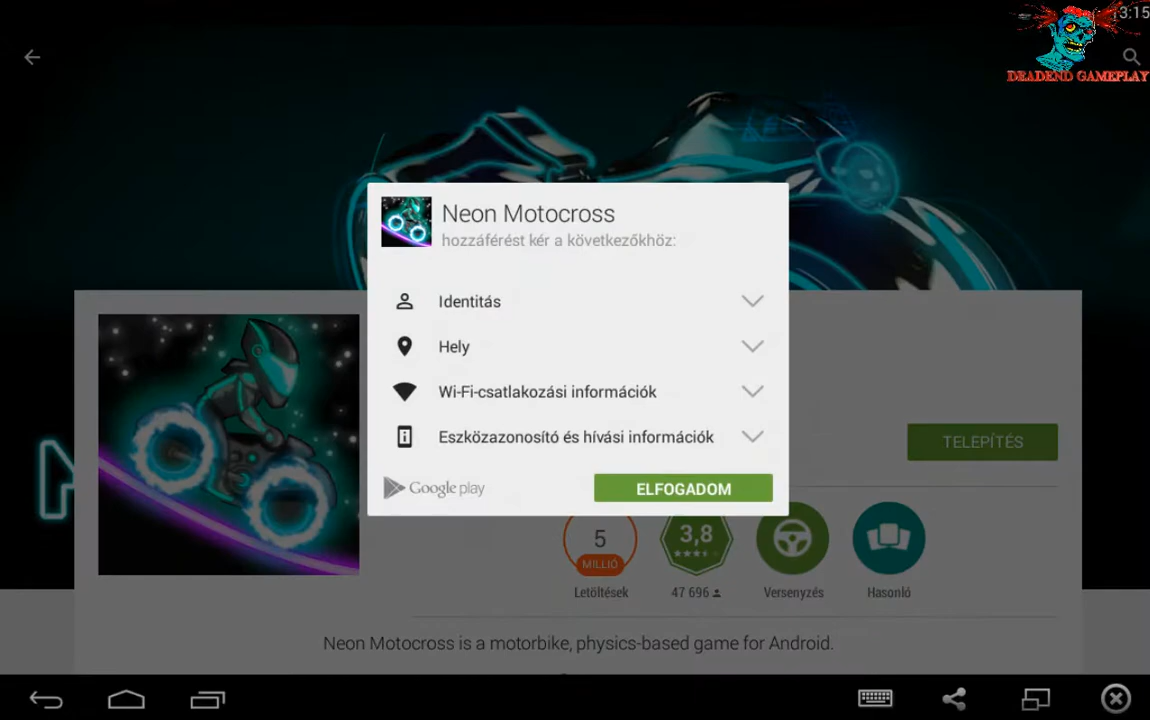 3:15
DEADEND GAMEPLAY
Neon Motocross
hozzáférést kér a következőkhöz:
Identitás
Hely
Wi-Fi-csatlakozási információk
Eszközazonosító és hívási információk
Google play
ELFOGADOM
TELEPÍTÉS
5
MILLIÓ
Letöltések
3,8
47 696
Versenyzés
Hasonló
Neon Motocross is a motorbike, physics-based game for Android.